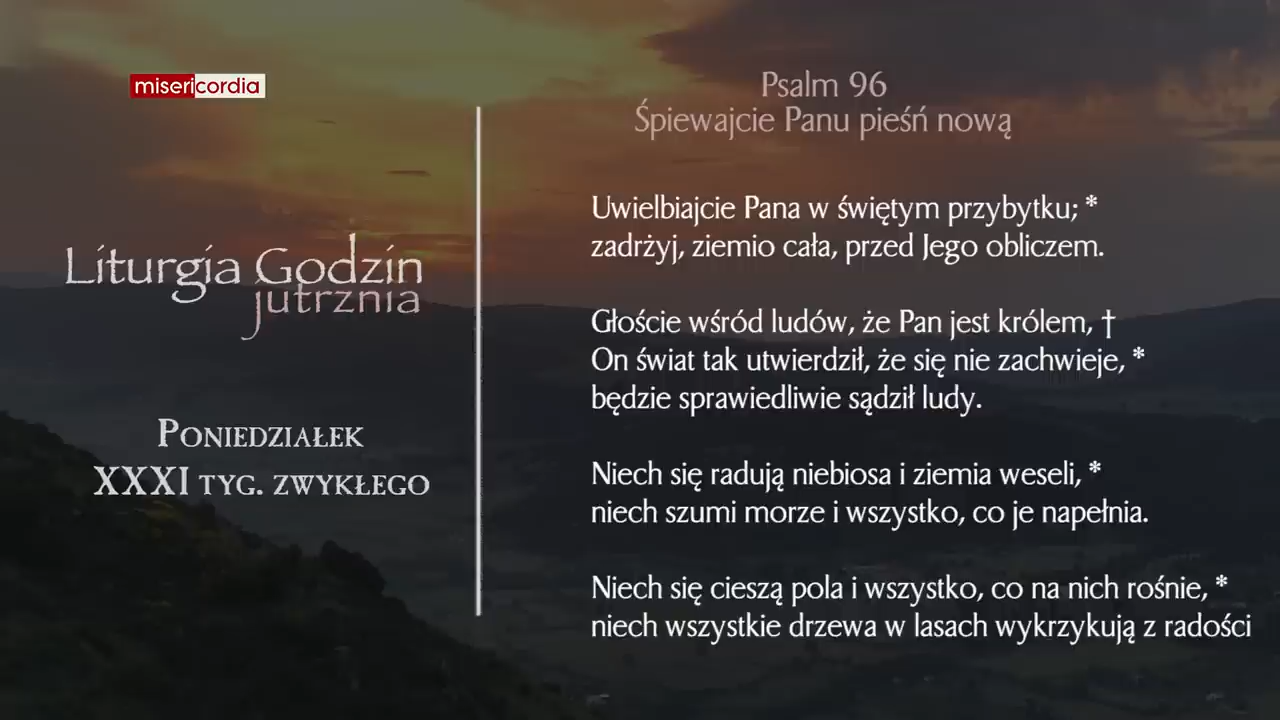 misericordia
Liturgia Godzin
jutrznia
Poniedziałek
XXXI tyg. zwykłego
Psalm 96
Śpiewajcie Panu pieśń nową
Uwielbiajcie Pana w świętym przybytku; *
zadrżyj, ziemio cała, przed Jego obliczem.
Głoście wśród ludów, że Pan jest królem, †
On świat tak utwierdził, że się nie zachwieje, *
będzie sprawiedliwie sądził ludy.
Niech się radują niebiosa i ziemia weseli, *
niech szumi morze i wszystko, co je napełnia.
Niech się cieszą pola i wszystko, co na nich rośnie, *
niech wszystkie drzewa w lasach wykrzykują z radości